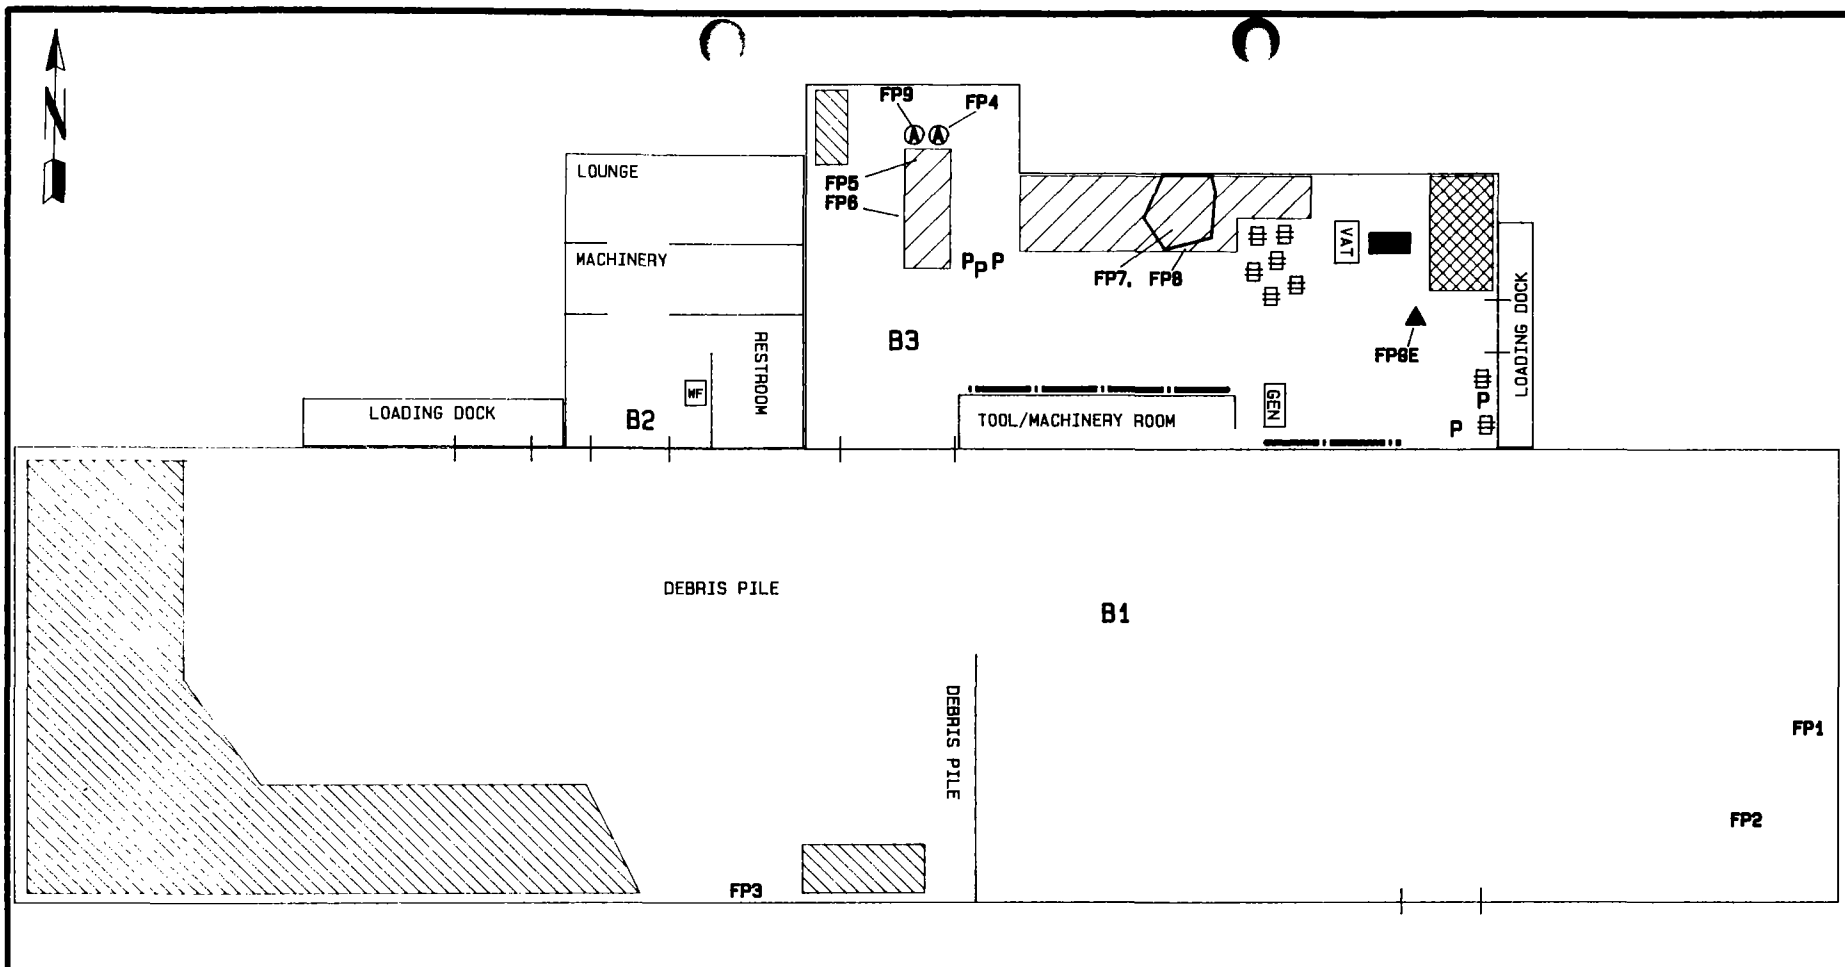 N
FP9
FP4
A A
LOUNGE
FP5
FP6
VAT
MACHINERY
P P P
FP7, FP8
LOADING DOCK
B3
RESTROOM
FP8E
WF
P
GEN
LOADING DOCK
B2
TOOL/MACHINERY ROOM
P
DEBRIS PILE
B1
DEBRIS PILE
FP1
FP2
FP3